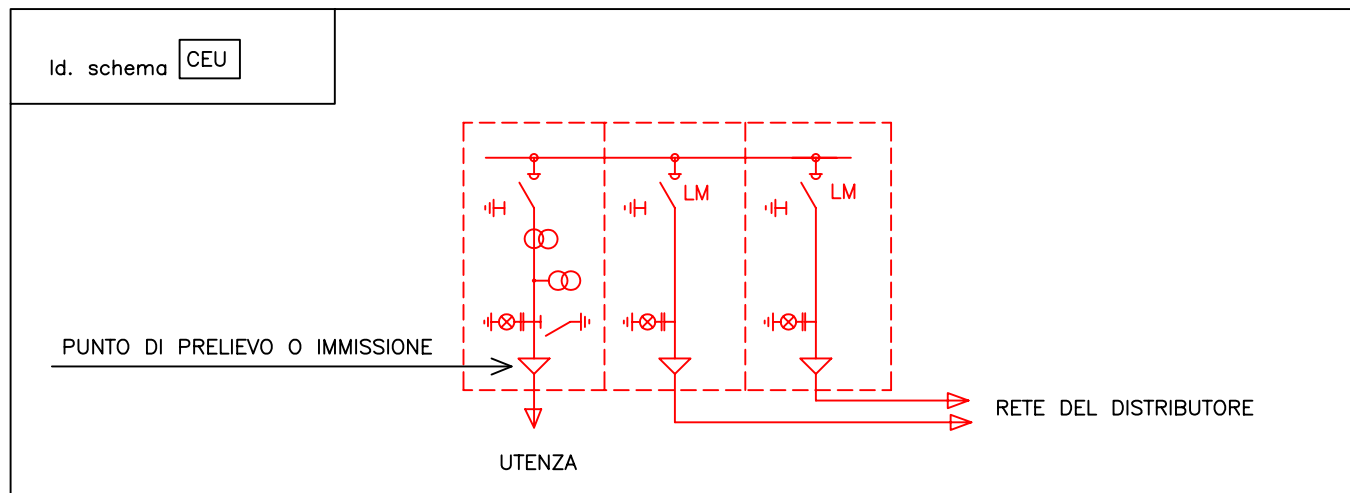 Id. schema CEU
LM
LM
PUNTO DI PRELIEVO O IMMISSIONE
RETE DEL DISTRIBUTORE
UTENZA